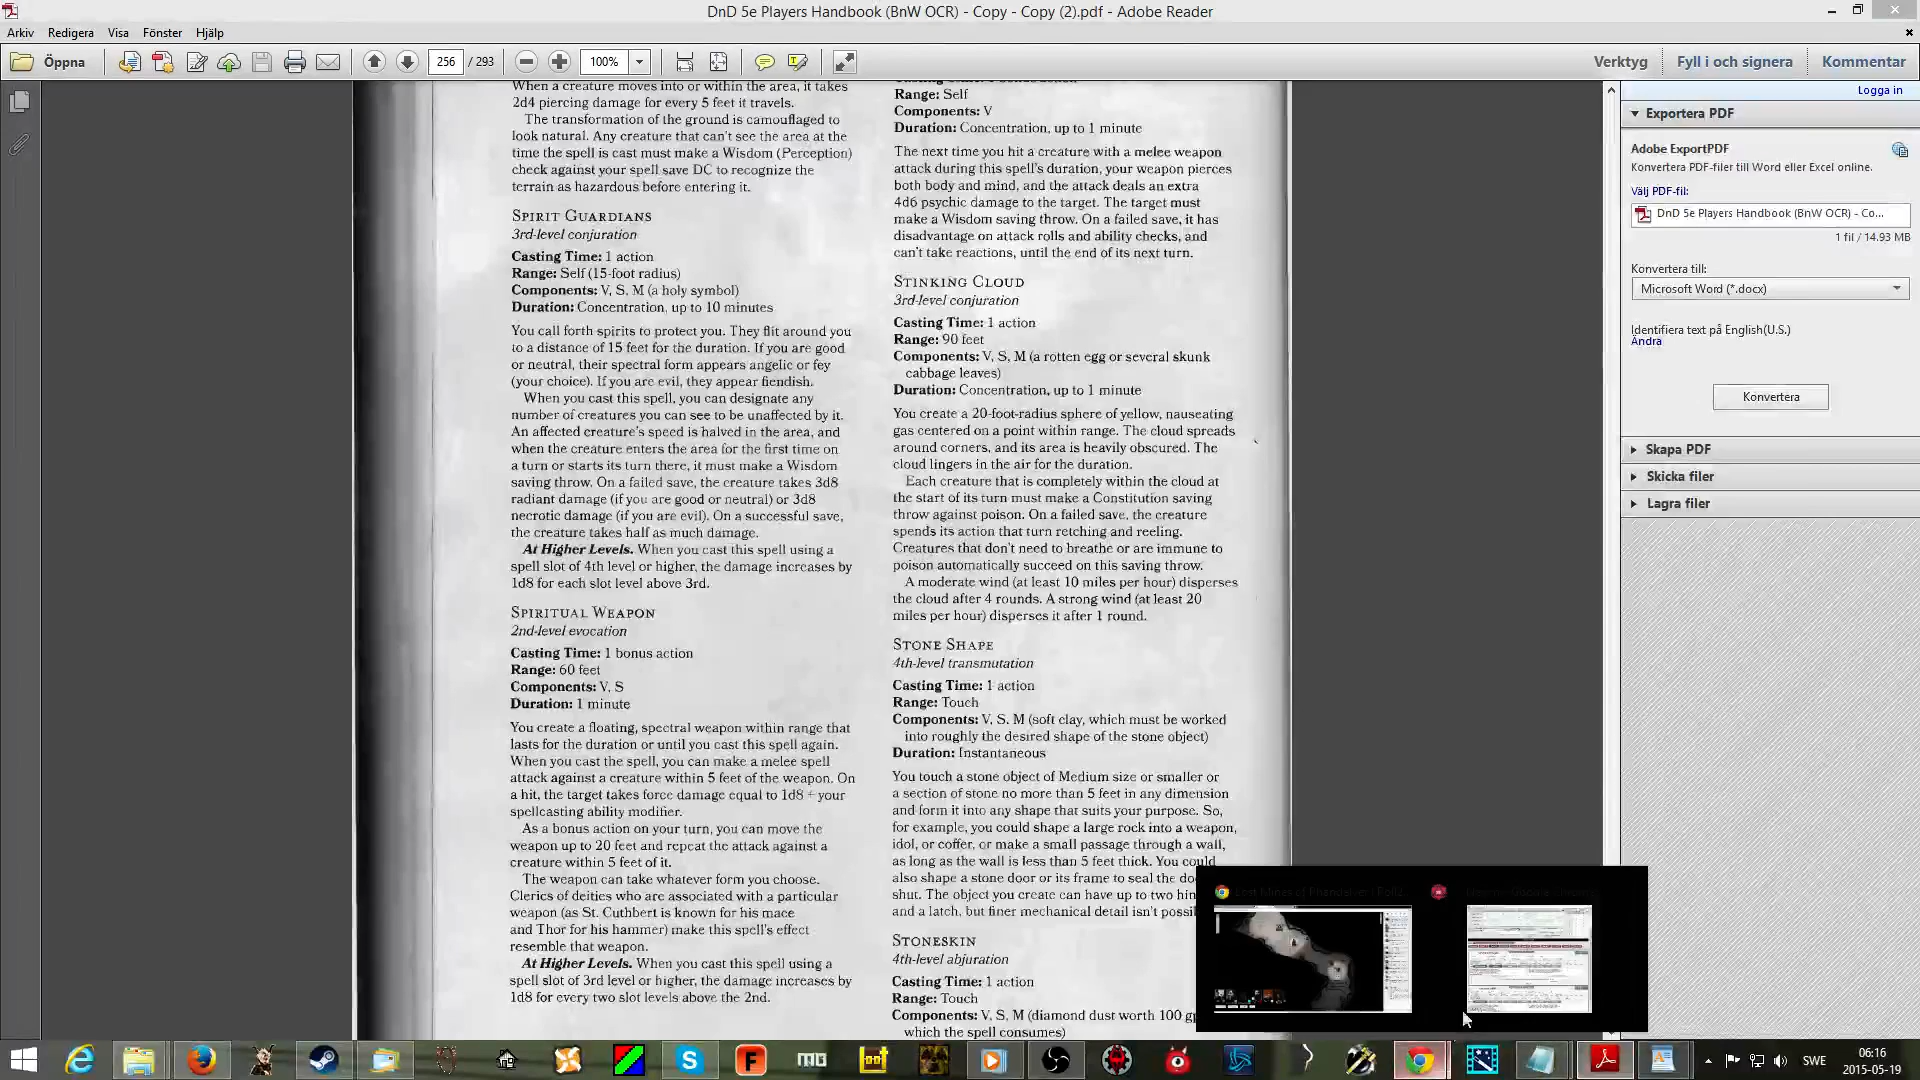 DnD 5e Players Handbook (BnW OCR) - Copy - Copy (2).pdf - Adobe Reader
Arkiv Redigera Visa Fönster Hjälp
Öppna 256 / 293 100% Verktyg Fyll i och signera Kommentar
When a creature moves into or within the area, it takes
2d4 piercing damage for every 5 feet it travels.
The transformation of the ground is camouflaged to
look natural. Any creature that can't see the area at the
time the spell is cast must make a Wisdom (Perception)
check against your spell save DC to recognize the
terrain as hazardous before entering it.
SPIRIT GUARDIANS
3rd-level conjuration
Casting Time: 1 action
Range: Self (15-foot radius)
Components: V, S, M (a holy symbol)
Duration: Concentration, up to 10 minutes
You call forth spirits to protect you. They flit around you
to a distance of 15 feet for the duration. If you are good
or neutral, their spectral form appears angelic or fey
(your choice). If you are evil, they appear fiendish.
When you cast this spell, you can designate any
number of creatures you can see to be unaffected by it.
An affected creature's speed is halved in the area, and
when the creature enters the area for the first time on
a turn or starts its turn there, it must make a Wisdom
saving throw. On a failed save, the creature takes 3d8
radiant damage (if you are good or neutral) or 3d8
necrotic damage (if you are evil). On a successful save,
the creature takes half as much damage.
At Higher Levels. When you cast this spell using a
spell slot of 4th level or higher, the damage increases by
1d8 for each slot level above 3rd.
SPIRITUAL WEAPON
2nd-level evocation
Casting Time: 1 bonus action
Range: 60 feet
Components: V, S
Duration: 1 minute
You create a floating, spectral weapon within range that
lasts for the duration or until you cast this spell again.
When you cast the spell, you can make a melee spell
attack against a creature within 5 feet of the weapon. On
a hit, the target takes force damage equal to 1d8 + your
spellcasting ability modifier.
As a bonus action on your turn, you can move the
weapon up to 20 feet and repeat the attack against a
creature within 5 feet of it.
The weapon can take whatever form you choose.
Clerics of deities who are associated with a particular
weapon (as St. Cuthbert is known for his mace
and Thor for his hammer) make this spell's effect
resemble that weapon.
At Higher Levels. When you cast this spell using a
spell slot of 3rd level or higher, the damage increases by
1d8 for every two slot levels above the 2nd.
Range: Self
Components: V
Duration: Concentration, up to 1 minute
The next time you hit a creature with a melee weapon
attack during this spell's duration, your weapon pierces
both body and mind, and the attack deals an extra
4d6 psychic damage to the target. The target must
make a Wisdom saving throw. On a failed save, it has
disadvantage on attack rolls and ability checks, and
can't take reactions, until the end of its next turn.
STINKING CLOUD
3rd-level conjuration
Casting Time: 1 action
Range: 90 feet
Components: V, S, M (a rotten egg or several skunk
cabbage leaves)
Duration: Concentration, up to 1 minute
You create a 20-foot-radius sphere of yellow, nauseating
gas centered on a point within range. The cloud spreads
around corners, and its area is heavily obscured. The
cloud lingers in the air for the duration.
Each creature that is completely within the cloud at
the start of its turn must make a Constitution saving
throw against poison. On a failed save, the creature
spends its action that turn retching and reeling.
Creatures that don't need to breathe or are immune to
poison automatically succeed on this saving throw.
A moderate wind (at least 10 miles per hour) disperses
the cloud after 4 rounds. A strong wind (at least 20
miles per hour) disperses it after 1 round.
STONE SHAPE
4th-level transmutation
Casting Time: 1 action
Range: Touch
Components: V, S, M (soft clay, which must be worked
into roughly the desired shape of the stone object)
Duration: Instantaneous
You touch a stone object of Medium size or smaller or
a section of stone no more than 5 feet in any dimension
and form it into any shape that suits your purpose. So,
for example, you could shape a large rock into a weapon,
idol, or coffer, or make a small passage through a wall,
as long as the wall is less than 5 feet thick. You could
also shape a stone door or its frame to seal the do
shut. The object you create can have up to two hin
and a latch, but finer mechanical detail isn't possi
STONESKIN
4th-level abjuration
Casting Time: 1 action
Range: Touch
Components: V, S, M (diamond dust worth 100 g
which the spell consumes)
Logga in
Exportera PDF
Adobe ExportPDF
Konvertera PDF-filer till Word eller Excel online.
Välj PDF-fil:
DnD 5e Players Handbook (BnW OCR) - Co...
1 fil / 14.93 MB
Konvertera till:
Microsoft Word (*.docx)
Identifiera text på English(U.S.)
Ändra
Konvertera
Skapa PDF
Skicka filer
Lagra filer
SWE 06:16
2015-05-19